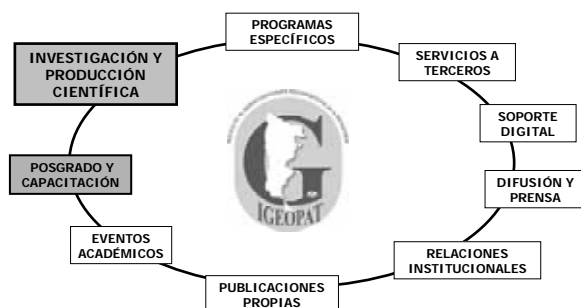 PROGRAMAS
ESPECÍFICOS
INVESTIGACIÓN Y
PRODUCCIÓN
CIENTÍFICA
SERVICIOS A
TERCEROS
SOPORTE
DIGITAL
POSGRADO Y
CAPACITACIÓN
DIFUSIÓN Y
PRENSA
G
IGEOPAT
EVENTOS
ACADÉMICOS
RELACIONES
INSTITUCIONALES
PUBLICACIONES
PROPIAS